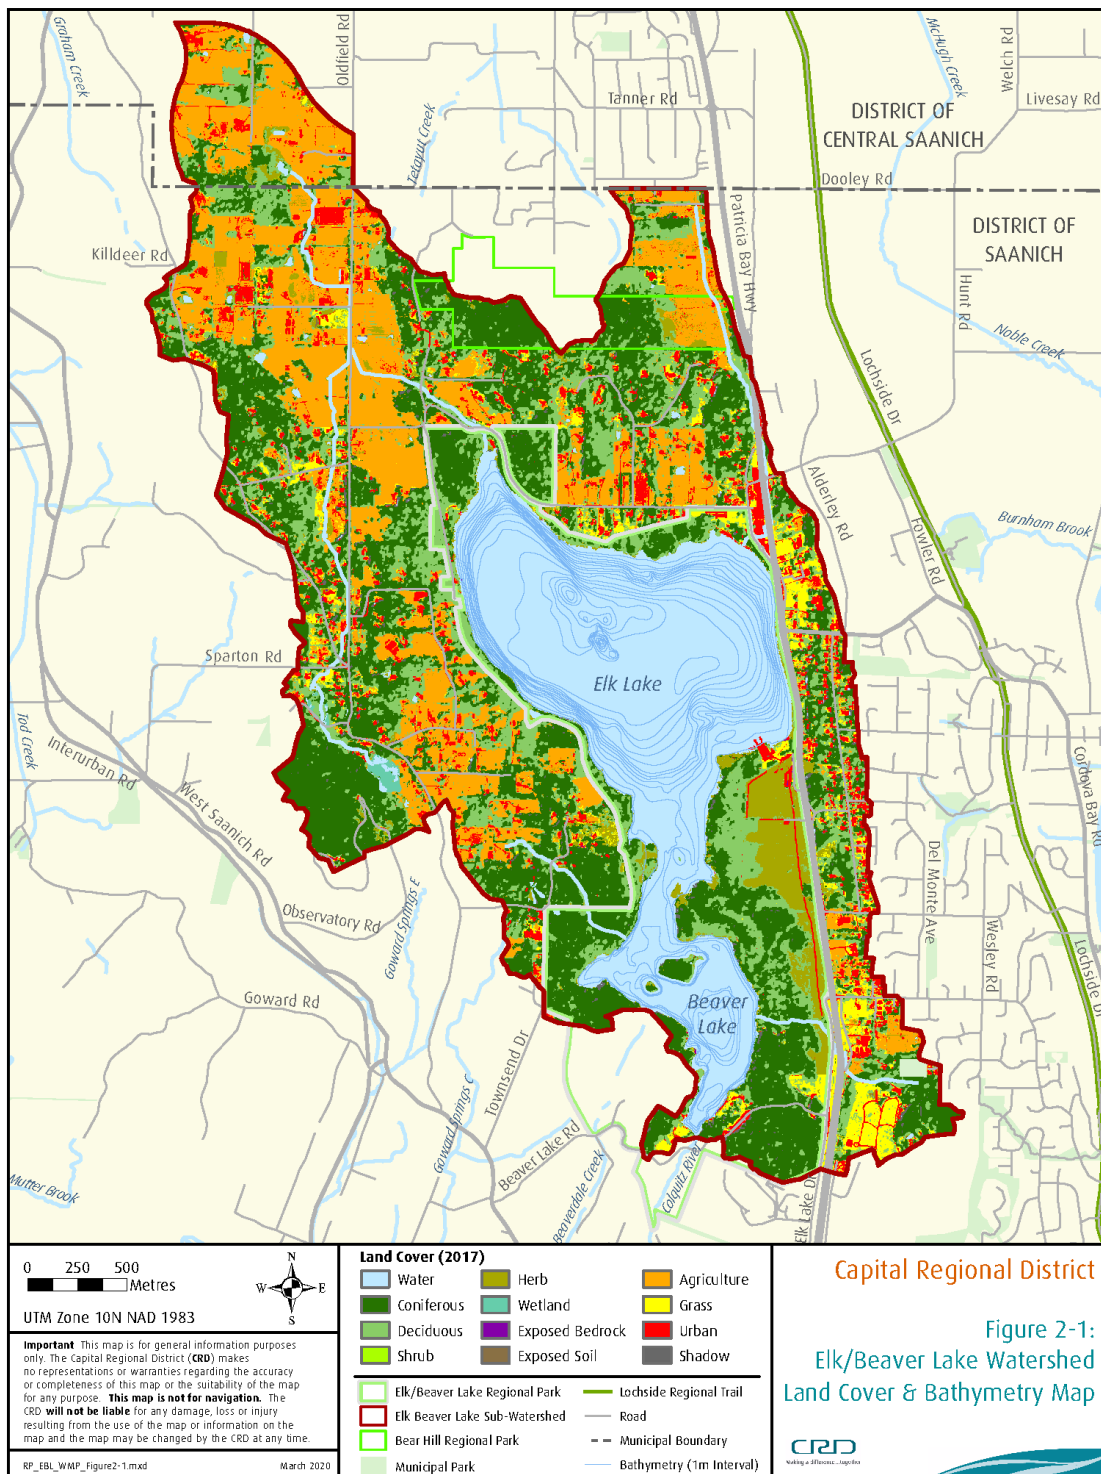 Graham Creek
Oldfield Rd
Tetayut Creek
Tanner Rd
McHugh Creek
Welch Rd
Livesay Rd
DISTRICT OF
CENTRAL SAANICH
Dooley Rd
Patricia Bay Hwy
DISTRICT OF
SAANICH
Killdeer Rd
Hunt Rd
Noble Creek
Lochside Dr
Alderley Rd
Fowler Rd
Burnham Brook
Sparton Rd
Elk Lake
Tod Creek
Interurban Rd
West Saanich Rd
Cordova Bay Rd
Del Monte Ave
Observatory Rd
Goward Springs E
Wesley Rd
Lochside Dr
Goward Rd
Beaver
Lake
Townsend Dr
Goward Springs C
Beaver Lake Rd
Beaverdale Creek
Colquitz River
Elk Lake Dr
Mutter Brook
0 250 500
Metres
N
W E
S
UTM Zone 10N NAD 1983
Important This map is for general information purposes
only. The Capital Regional District (CRD) makes
no representations or warranties regarding the accuracy
or completeness of this map or the suitability of the map
for any purpose. This map is not for navigation. The
CRD will not be liable for any damage, loss or injury
resulting from the use of the map or information on the
map and the map may be changed by the CRD at any time.
RP_EBL_WMP_Figure2-1.mxd March 2020
Land Cover (2017)
Water Herb Agriculture
Coniferous Wetland Grass
Deciduous Exposed Bedrock Urban
Shrub Exposed Soil Shadow
Elk/Beaver Lake Regional Park Lochside Regional Trail
Elk Beaver Lake Sub-Watershed Road
Bear Hill Regional Park Municipal Boundary
Municipal Park Bathymetry (1m Interval)
Capital Regional District
Figure 2-1:
Elk/Beaver Lake Watershed
Land Cover & Bathymetry Map
CRD
Making a difference...together